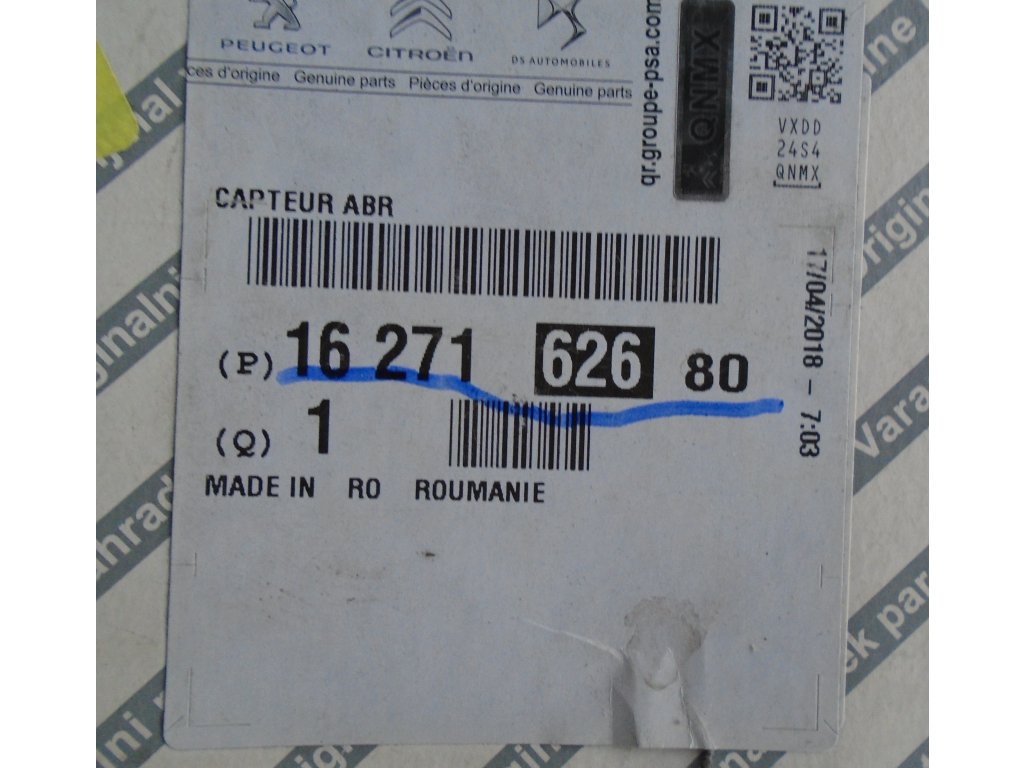 PEUGEOT CITROËN DS AUTOMOBILES
ces d'origine Genuine parts Pièces d'origine Genuine parts
qr.groupe-psa.com
QNMX
VXDD
24S4
QNMX
CAPTEUR ABR
(P) 16 271 626 80
(Q) 1
MADE IN RO ROUMANIE
17/04/2018 - 7:03